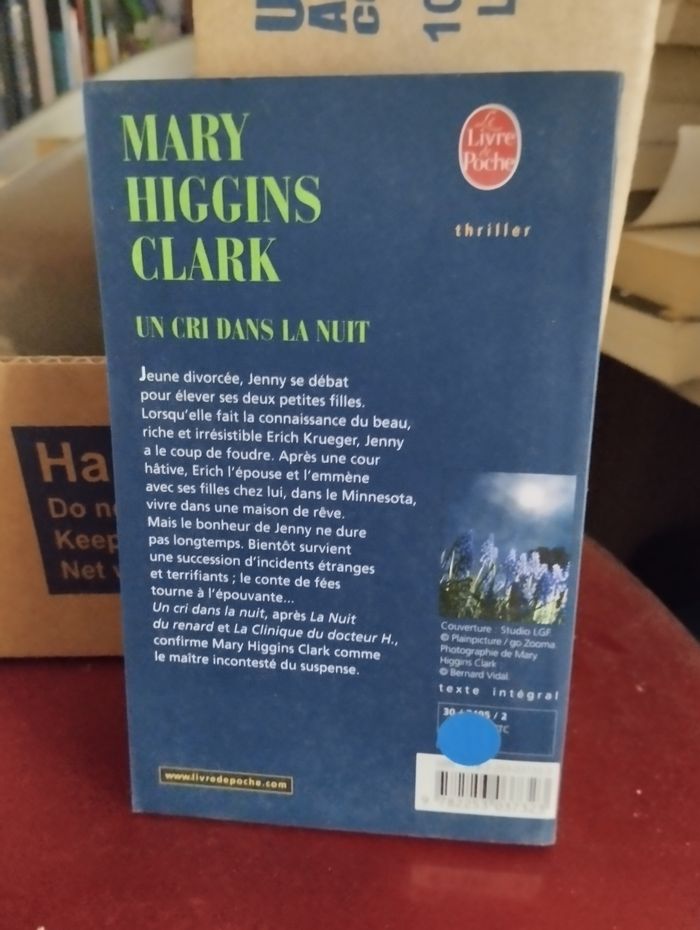 MARY
HIGGINS
CLARK
Le
Livre
de
Poche
thriller
UN CRI DANS LA NUIT
Jeune divorcée, Jenny se débat
pour élever ses deux petites filles.
Lorsqu'elle fait la connaissance du beau,
riche et irrésistible Erich Krueger, Jenny
a le coup de foudre. Après une cour
hâtive, Erich l'épouse et l'emmène
avec ses filles chez lui, dans le Minnesota,
vivre dans une maison de rêve.
Mais le bonheur de Jenny ne dure
pas longtemps. Bientôt survient
une succession d'incidents étranges
et terrifiants ; le conte de fées
tourne à l'épouvante...
Un cri dans la nuit, après La Nuit
du renard et La Clinique du docteur H.,
confirme Mary Higgins Clark comme
le maître incontesté du suspense.
Couverture Studio LGF
© Plainpicture / go Zooma
Photographie de Mary
Higgins Clark
© Bernard Vidal
texte intégral
30 / 2
TC
www.livredepoche.com
Ha
Do n
Keep
Net
10